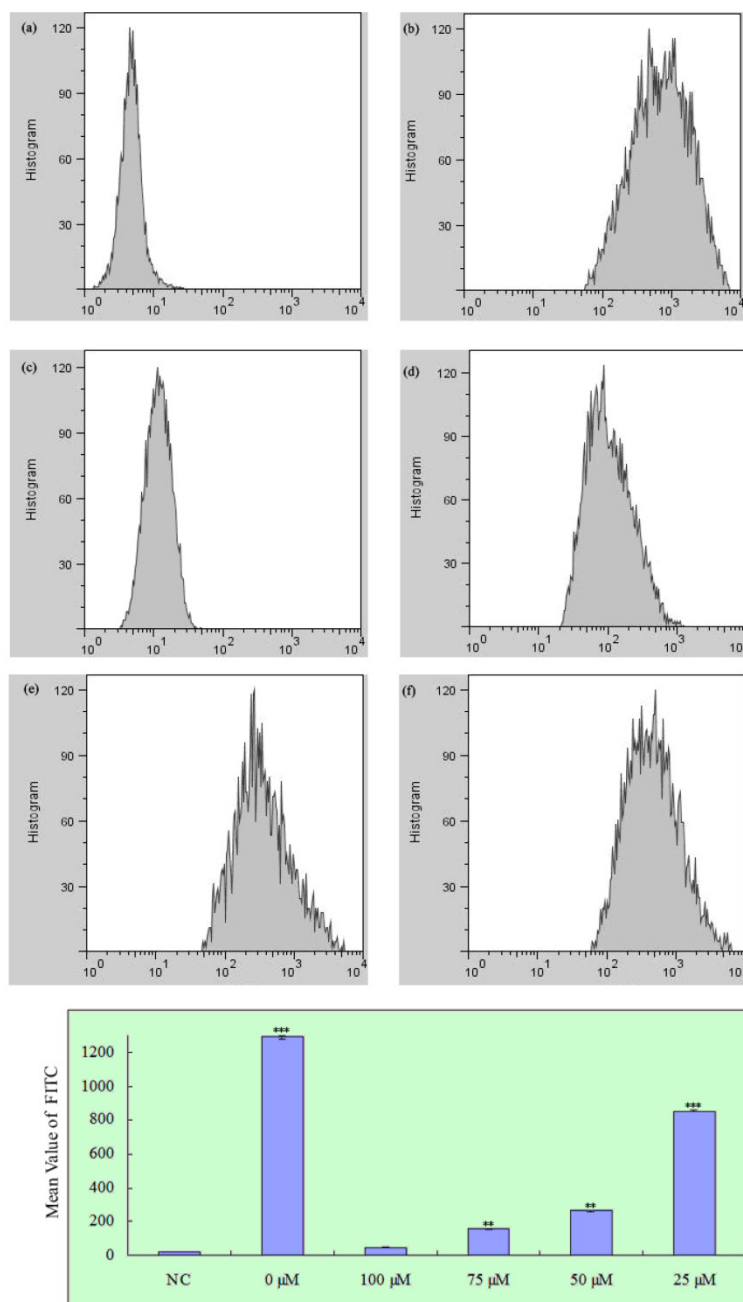 (a)
120
90
60
30
Histogram
10^0 10^1 10^2 10^3 10^4
(b)
120
90
60
30
Histogram
10^0 10^1 10^2 10^3 10^4
(c)
120
90
60
30
Histogram
10^0 10^1 10^2 10^3 10^4
(d)
120
90
60
30
Histogram
10^0 10^1 10^2 10^3
(e)
120
90
60
30
Histogram
10^0 10^1 10^2 10^3 10^4
(f)
120
90
60
30
Histogram
10^0 10^1 10^2 10^3
Mean Value of FITC
1200
1000
800
600
400
200
0
*** ** ** ***
NC 0 μM 100 μM 75 μM 50 μM 25 μM